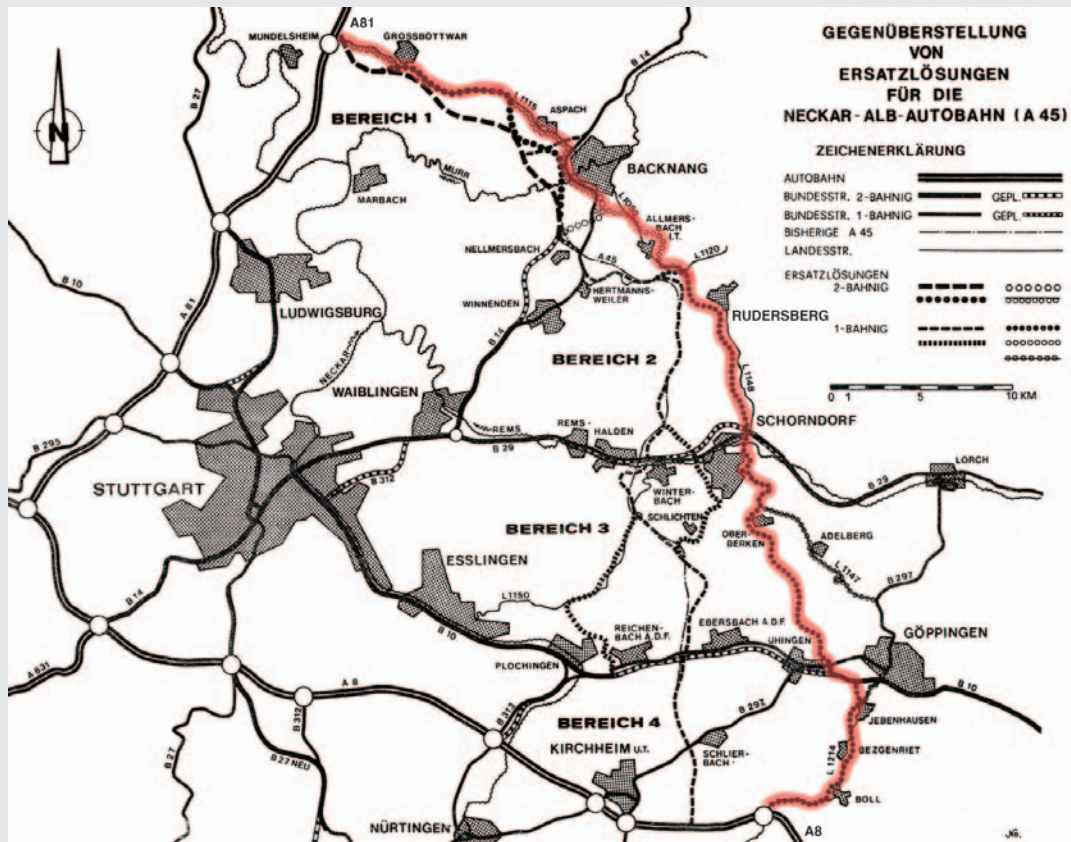 GEGENÜBERSTELLUNG
VON
ERSATZLÖSUNGEN
FÜR DIE
NECKAR-ALB-AUTOBAHN (A 45)
ZEICHENERKLÄRUNG
AUTOBAHN
BUNDESSTR. 2-BAHNIG
GEPL.
BUNDESSTR. 1-BAHNIG
GEPL.
BISHERIGE A 45
LANDESSTR.
ERSATZLÖSUNGEN
2-BAHNIG
1-BAHNIG
0 1 5 10 KM
N
A81
MUNDELSHEIM
GROSSBOTTWAR
B 14
B 27
BEREICH 1
L 1115
ASPACH
BACKNANG
MURR
MARBACH
ALLMERS-
BACH
I.T.
L 1120
NELLMERSBACH
A 45
HERTMANNS-
WEILER
WINNENDEN
B 10
A 81
LUDWIGSBURG
RUDERSBERG
B 14
BEREICH 2
NECKAR
L 1148
WAIBLINGEN
SCHORNDORF
REMS
REMS-
HALDEN
B 29
B 295
B 312
LORCH
B 29
STUTTGART
WINTER-
BACH
SCHLICHTEN
BEREICH 3
OBER-
BERKEN
ADELBERG
ESSLINGEN
L 1147
B 297
L1150
B 14
B 10
REICHEN-
BACH A.D.F.
EBERSBACH A.D.F.
UHINGEN
GÖPPINGEN
PLOCHINGEN
A 831
A 8
B 10
B 312
B 313
BEREICH 4
B 297
JEBENHAUSEN
KIRCHHEIM U.T.
SCHLIER-
BACH
BEZGENRIET
B 27
B 27 NEU
L 1214
BOLL
NÜRTINGEN
A8